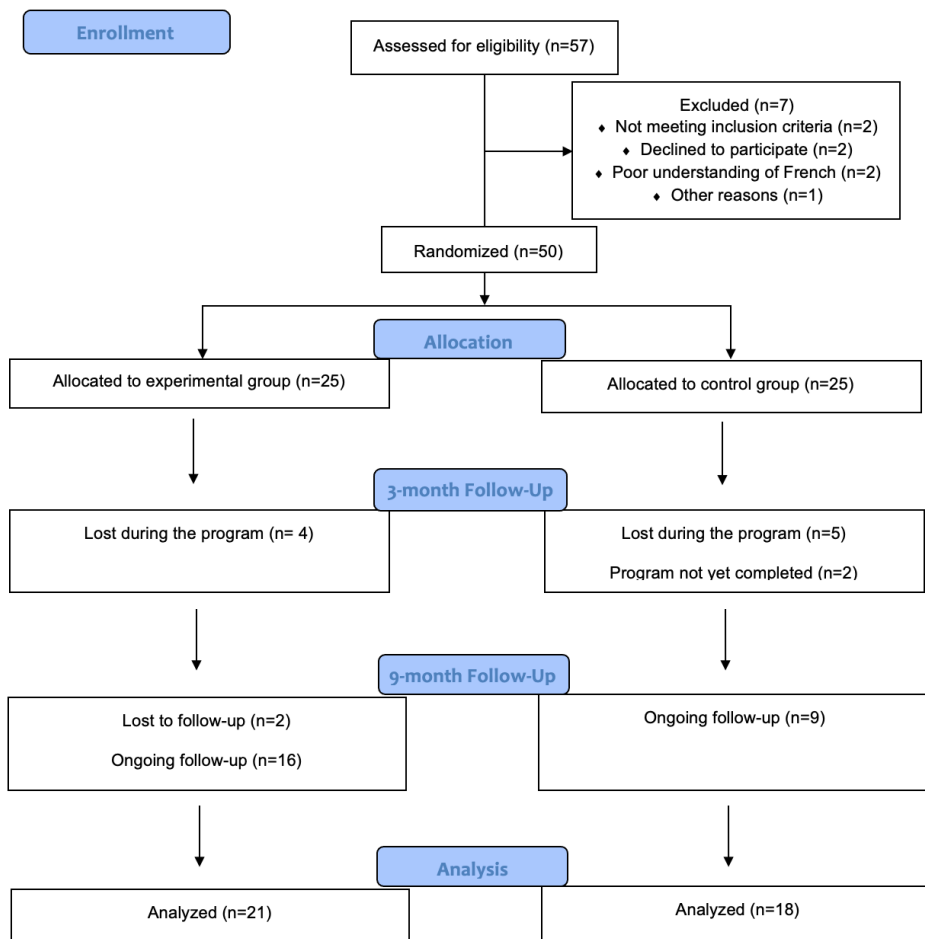 Enrollment
Assessed for eligibility (n=57)
Excluded (n=7)
♦ Not meeting inclusion criteria (n=2)
♦ Declined to participate (n=2)
♦ Poor understanding of French (n=2)
♦ Other reasons (n=1)
Randomized (n=50)
Allocation
Allocated to experimental group (n=25)
Allocated to control group (n=25)
3-month Follow-Up
Lost during the program (n= 4)
Lost during the program (n=5)
Program not yet completed (n=2)
9-month Follow-Up
Lost to follow-up (n=2)
Ongoing follow-up (n=16)
Ongoing follow-up (n=9)
Analysis
Analyzed (n=21)
Analyzed (n=18)